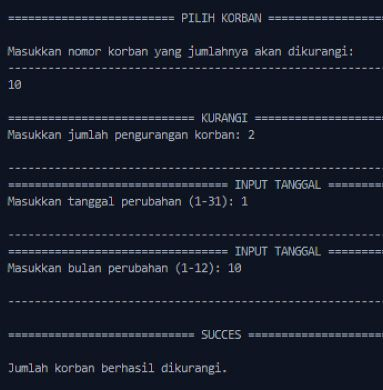 ========================= PILIH KORBAN =================
Masukkan nomor korban yang jumlahnya akan dikurangi:
---------------------------------------------------------
10
============================ KURANGI ===================
Masukkan jumlah pengurangan korban: 2
---------------------------------------------------------
================================= INPUT TANGGAL ========
Masukkan tanggal perubahan (1-31): 1
---------------------------------------------------------
================================= INPUT TANGGAL ========
Masukkan bulan perubahan (1-12): 10
---------------------------------------------------------
============================ SUCCES ====================
Jumlah korban berhasil dikurangi.